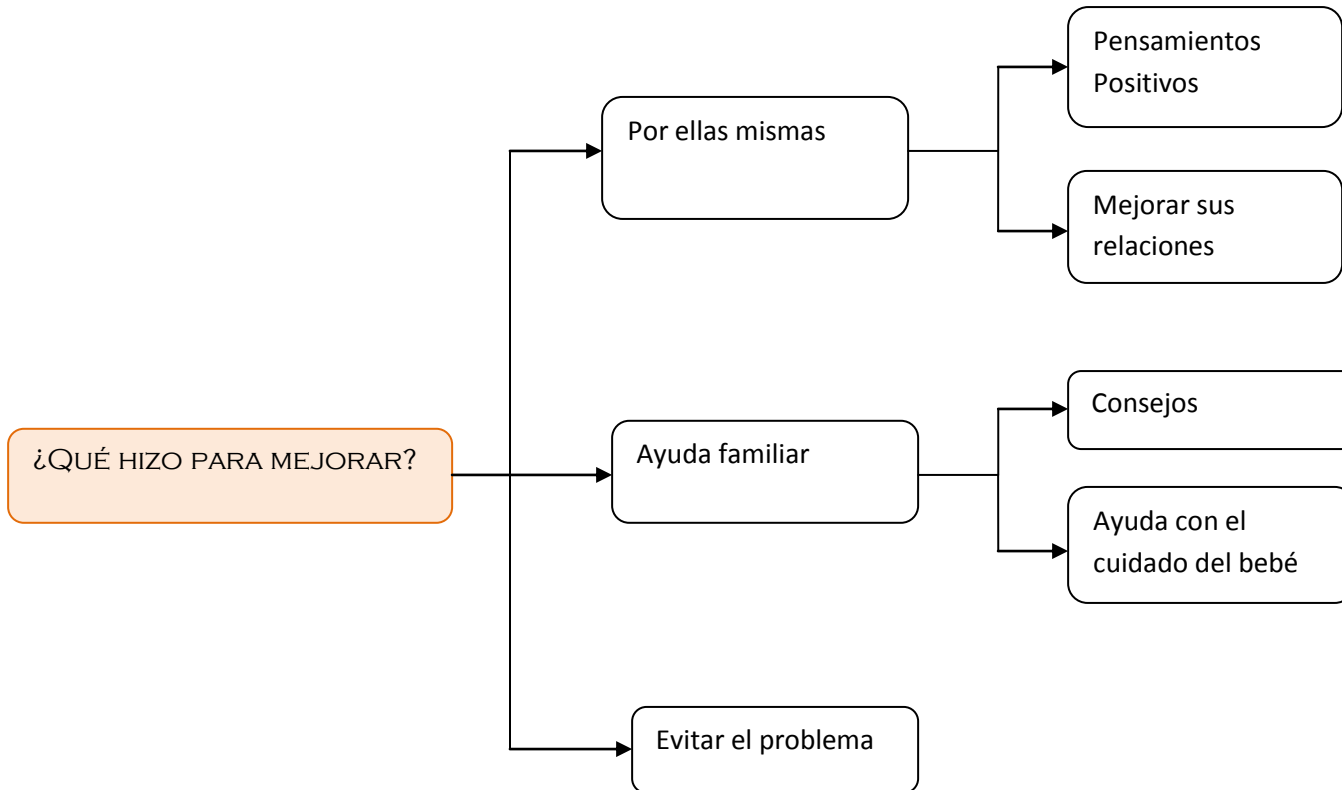 ¿QUÉ HIZO PARA MEJORAR?
Por ellas mismas
Pensamientos
Positivos
Mejorar sus
relaciones
Ayuda familiar
Consejos
Ayuda con el
cuidado del bebé
Evitar el problema